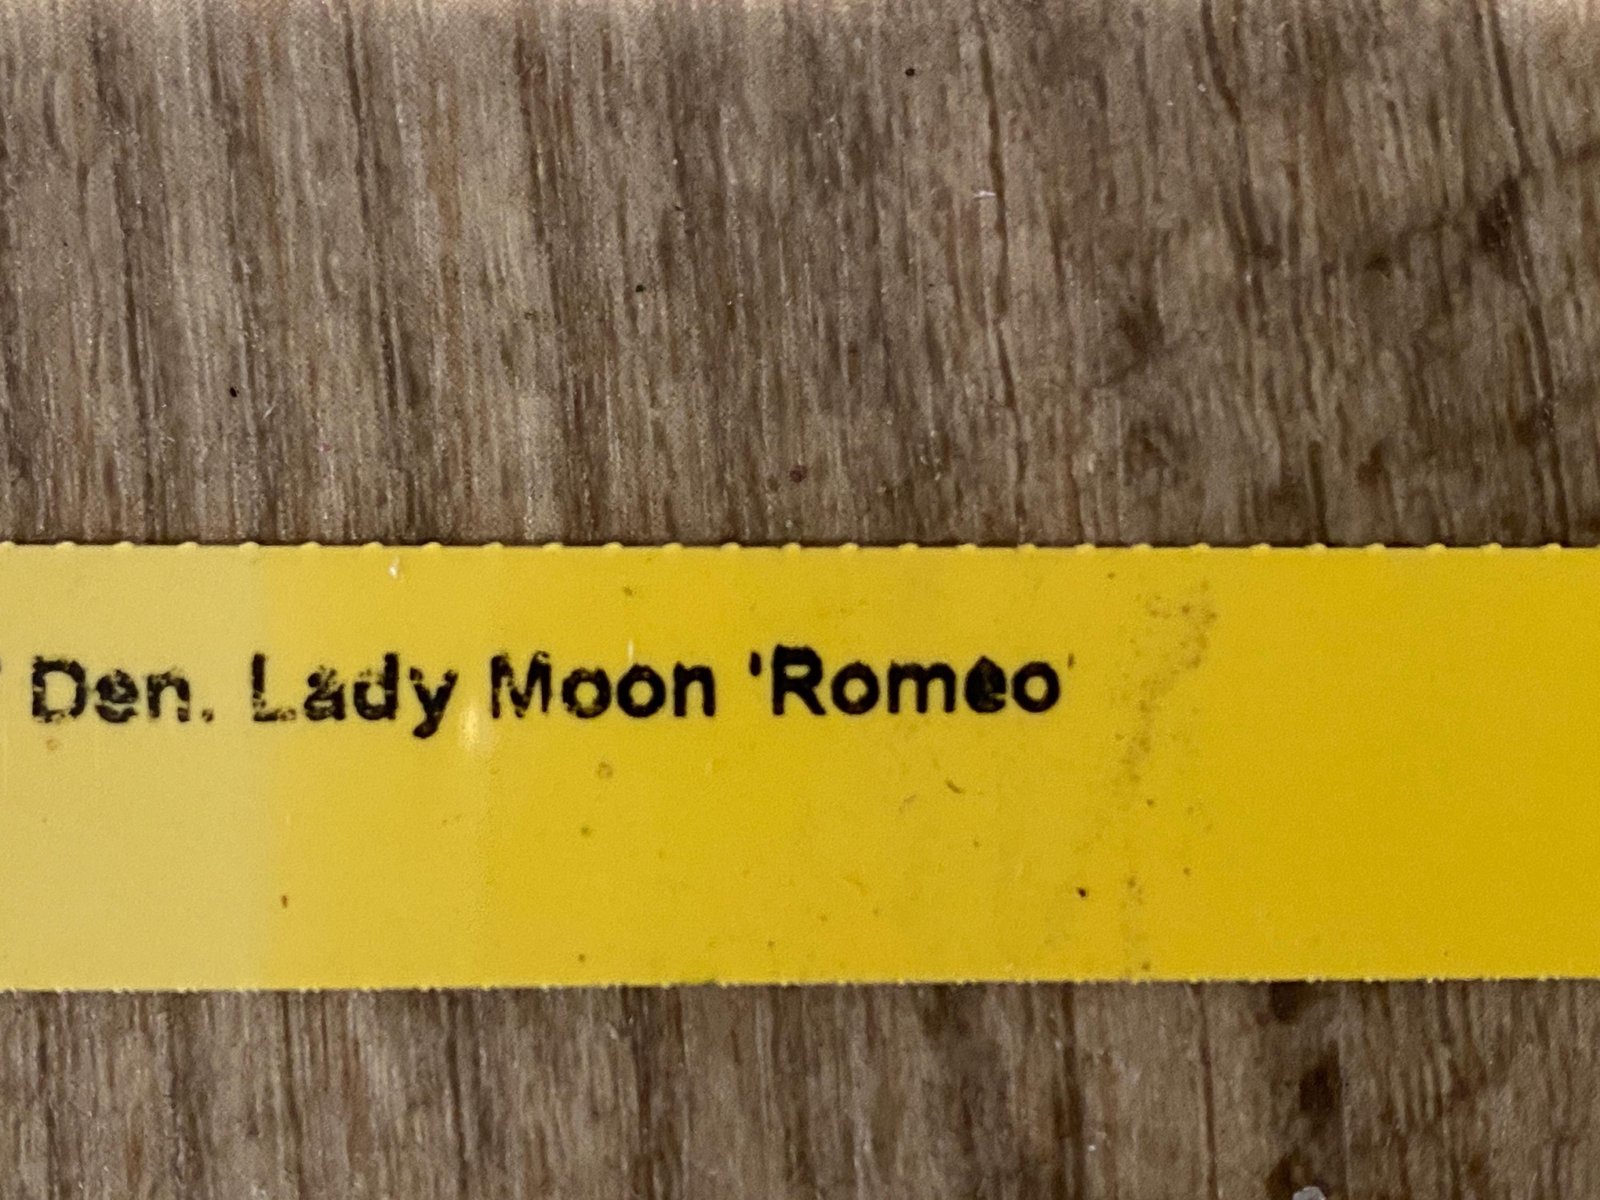 ' Den. Lady Moon 'Romeo'